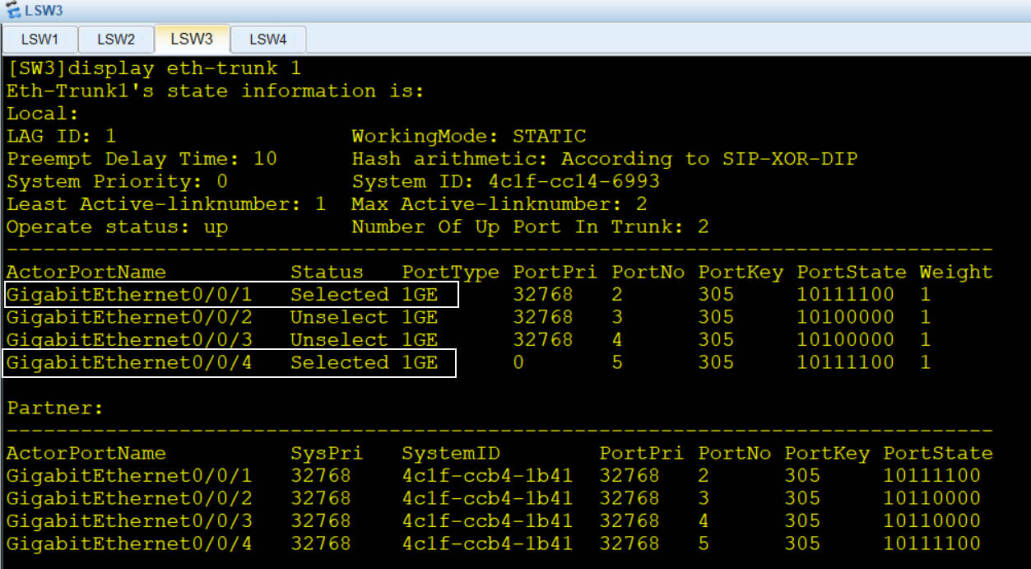 LSW3
LSW1 LSW2 LSW3 LSW4
[SW3]display eth-trunk 1
Eth-Trunk1's state information is:
Local:
LAG ID: 1 WorkingMode: STATIC
Preempt Delay Time: 10 Hash arithmetic: According to SIP-XOR-DIP
System Priority: 0 System ID: 4c1f-cc14-6993
Least Active-linknumber: 1 Max Active-linknumber: 2
Operate status: up Number Of Up Port In Trunk: 2
--------------------------------------------------------------------------------
ActorPortName Status PortType PortPri PortNo PortKey PortState Weight
GigabitEthernet0/0/1 Selected 1GE 32768 2 305 10111100 1
GigabitEthernet0/0/2 Unselect 1GE 32768 3 305 10100000 1
GigabitEthernet0/0/3 Unselect 1GE 32768 4 305 10100000 1
GigabitEthernet0/0/4 Selected 1GE 0 5 305 10111100 1
Partner:
--------------------------------------------------------------------------------
ActorPortName SysPri SystemID PortPri PortNo PortKey PortState
GigabitEthernet0/0/1 32768 4c1f-ccb4-1b41 32768 2 305 10111100
GigabitEthernet0/0/2 32768 4c1f-ccb4-1b41 32768 3 305 10110000
GigabitEthernet0/0/3 32768 4c1f-ccb4-1b41 32768 4 305 10110000
GigabitEthernet0/0/4 32768 4c1f-ccb4-1b41 32768 5 305 10111100